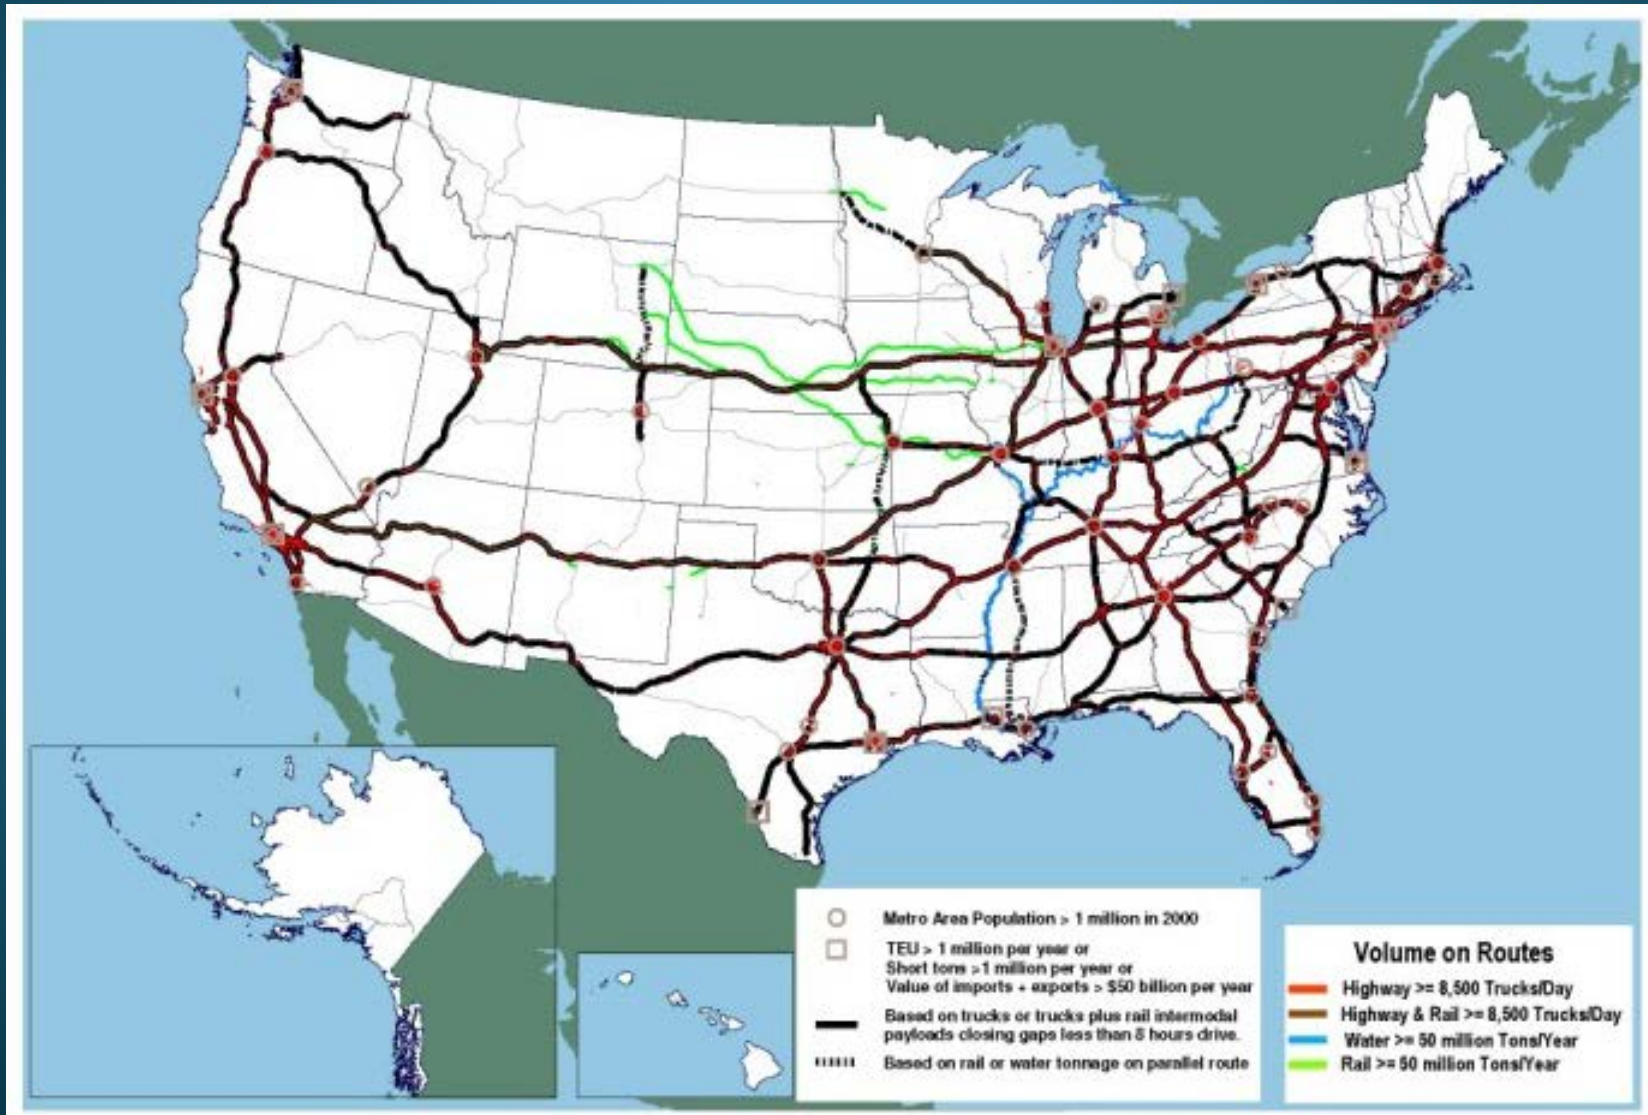 Metro Area Population > 1 million in 2000
TEU > 1 million per year or
Short tons >1 million per year or
Value of imports + exports > $50 billion per year
Based on trucks or trucks plus rail intermodal
payloads closing gaps less than 8 hours drive.
Based on rail or water tonnage on parallel route
Volume on Routes
Highway >= 8,500 Trucks/Day
Highway & Rail >= 8,500 Trucks/Day
Water >= 50 million Tons/Year
Rail >= 50 million Tons/Year